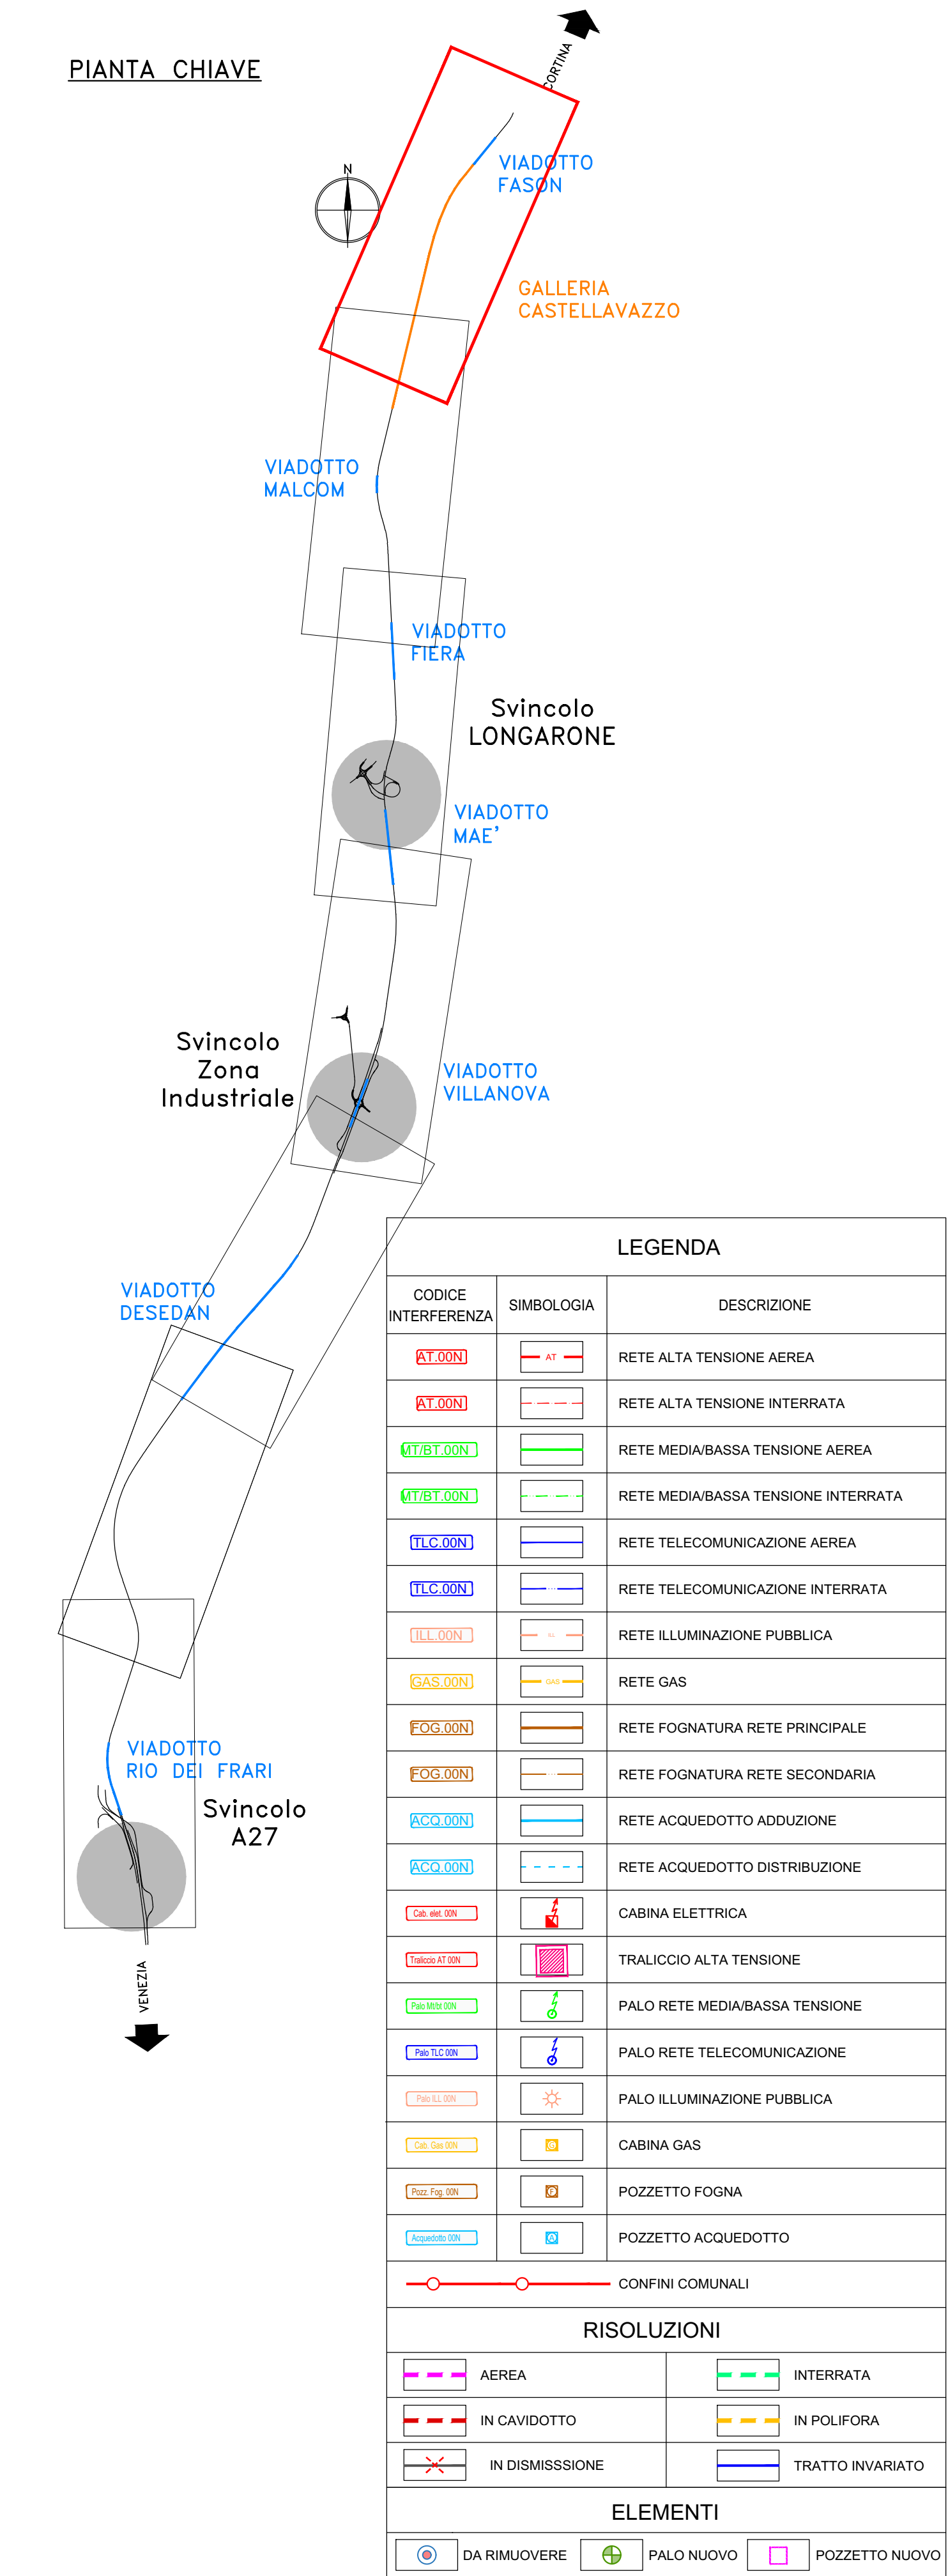 PIANTA CHIAVE
CORTINA
N
VIADOTTO
FASON
GALLERIA
CASTELLAVAZZO
VIADOTTO
MALCOM
VIADOTTO
FIERA
Svincolo
LONGARONE
VIADOTTO
MAE'
Svincolo
Zona
Industriale
VIADOTTO
VILLANOVA
VIADOTTO
DESEDAN
VIADOTTO
RIO DEI FRARI
Svincolo
A27
VENEZIA
LEGENDA
CODICE
INTERFERENZA
SIMBOLOGIA
DESCRIZIONE
AT.00N AT RETE ALTA TENSIONE AEREA
AT.00N RETE ALTA TENSIONE INTERRATA
MT/BT.00N RETE MEDIA/BASSA TENSIONE AEREA
MT/BT.00N RETE MEDIA/BASSA TENSIONE INTERRATA
TLC.00N RETE TELECOMUNICAZIONE AEREA
TLC.00N RETE TELECOMUNICAZIONE INTERRATA
ILL.00N ILL RETE ILLUMINAZIONE PUBBLICA
GAS.00N GAS RETE GAS
FOG.00N RETE FOGNATURA RETE PRINCIPALE
FOG.00N RETE FOGNATURA RETE SECONDARIA
ACQ.00N RETE ACQUEDOTTO ADDUZIONE
ACQ.00N RETE ACQUEDOTTO DISTRIBUZIONE
Cab. elet. 00N CABINA ELETTRICA
Traliccio AT 00N TRALICCIO ALTA TENSIONE
Palo Mt/bt 00N PALO RETE MEDIA/BASSA TENSIONE
Palo TLC 00N PALO RETE TELECOMUNICAZIONE
Palo ILL 00N PALO ILLUMINAZIONE PUBBLICA
Cab. Gas 00N G CABINA GAS
Pozz. Fog. 00N F POZZETTO FOGNA
Acquedotto 00N A POZZETTO ACQUEDOTTO
CONFINI COMUNALI
RISOLUZIONI
AEREA INTERRATA
IN CAVIDOTTO IN POLIFORA
IN DISMISSSIONE TRATTO INVARIATO
ELEMENTI
DA RIMUOVERE PALO NUOVO POZZETTO NUOVO